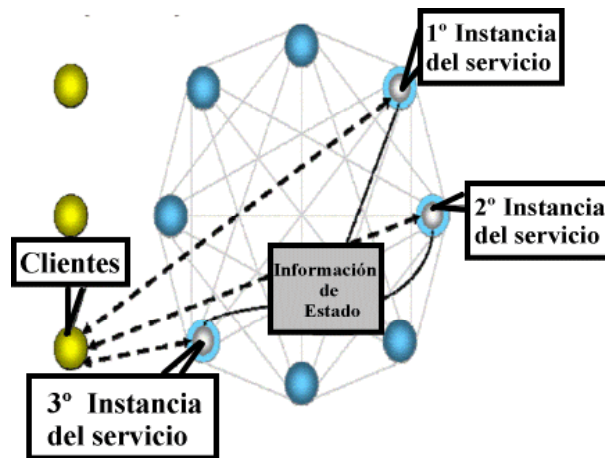 1º Instancia
del servicio
2º Instancia
del servicio
Clientes
Información
de
Estado
3º Instancia
del servicio